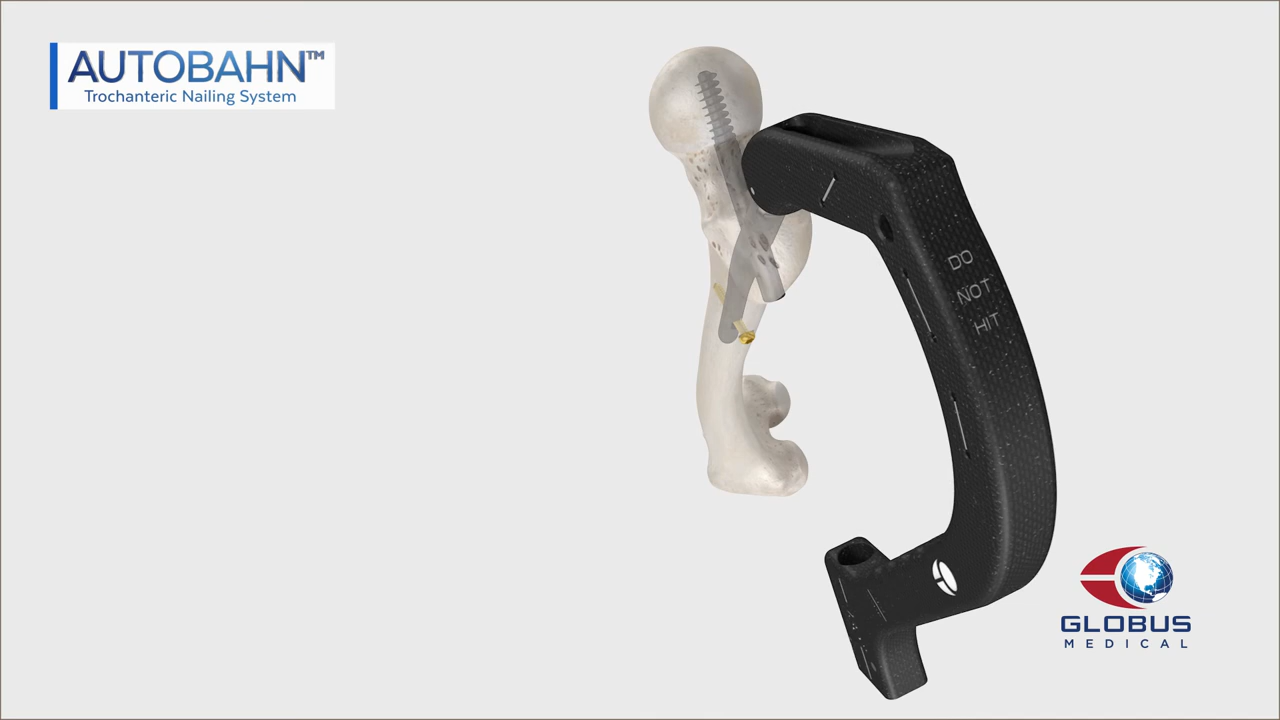 AUTOBAHN™
Trochanteric Nailing System
DO
NOT
HIT
GLOBUS
MEDICAL